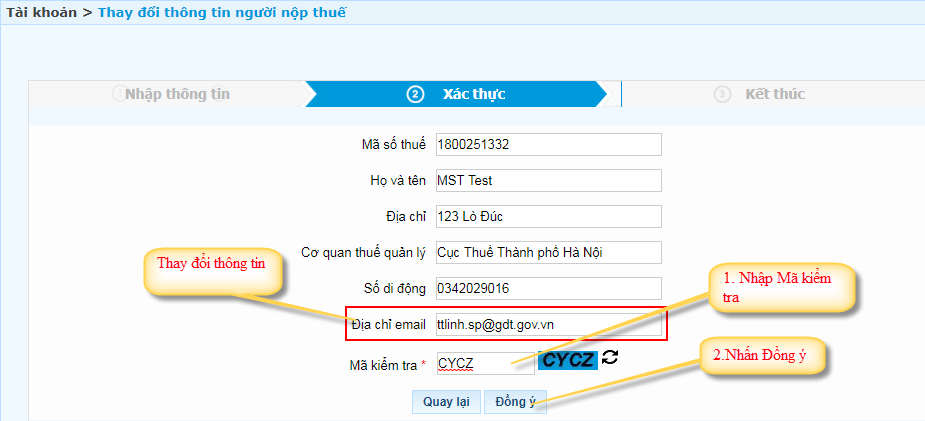 Tài khoản > Thay đổi thông tin người nộp thuế
1 Nhập thông tin
2 Xác thực
3 Kết thúc
Mã số thuế 1800251332
Họ và tên MST Test
Địa chỉ 123 Lò Đúc
Cơ quan thuế quản lý Cục Thuế Thành phố Hà Nội
Thay đổi thông tin
Số di động 0342029016
1. Nhập Mã kiểm
tra
Địa chỉ email ttlinh.sp@gdt.gov.vn
Mã kiểm tra * CYCZ CYCZ
2.Nhấn Đồng ý
Quay lại Đồng ý